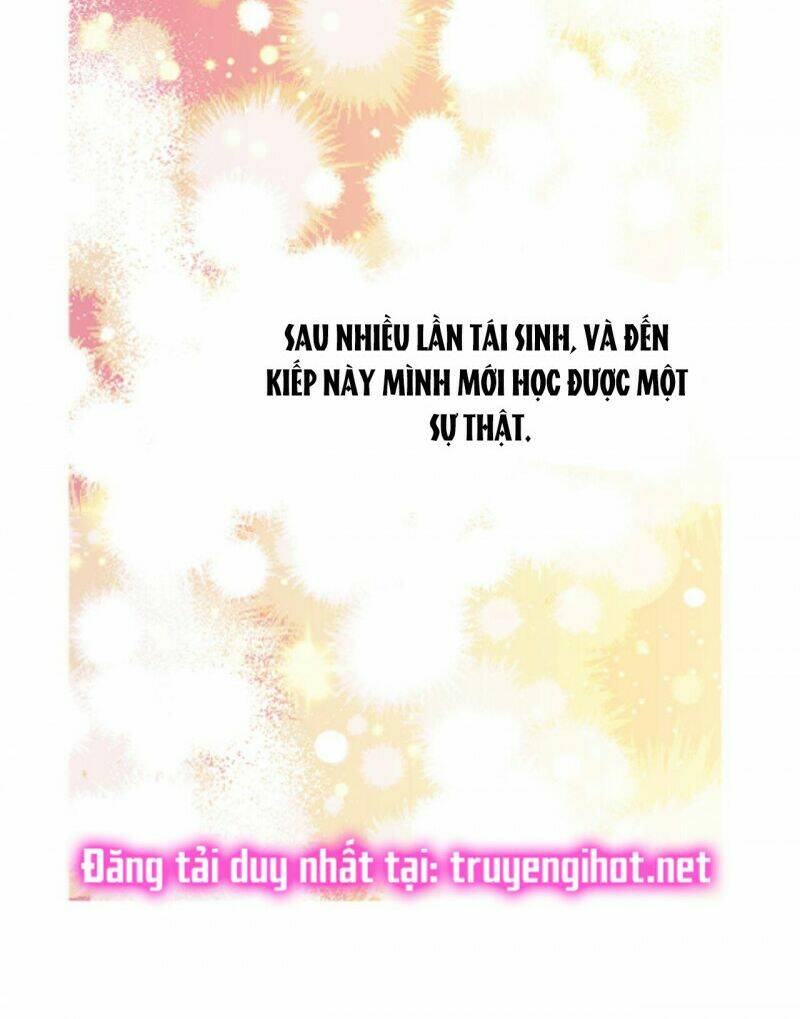 SAU NHIỀU LẦN TÁI SINH, VÀ ĐẾN
KIẾP NÀY MÌNH MỚI HỌC ĐƯỢC MỘT
SỰ THẬT.
Đăng tải duy nhất tại: truyengihot.net